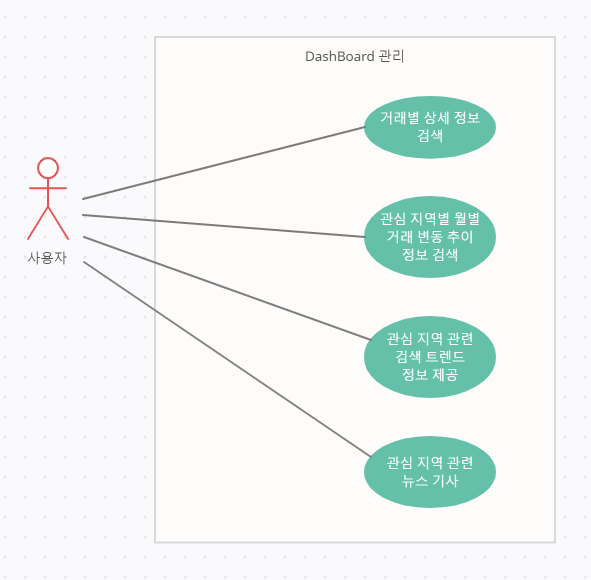 DashBoard 관리
거래별 상세 정보
검색
관심 지역별 월별
거래 변동 추이
정보 검색
사용자
관심 지역 관련
검색 트렌드
정보 제공
관심 지역 관련
뉴스 기사